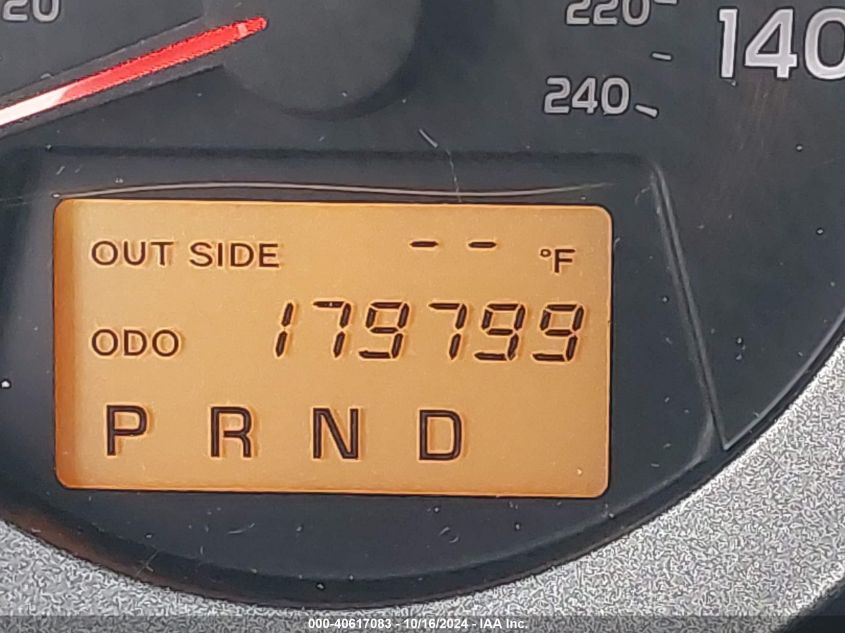 20
220
140
240
OUT SIDE -- °F
ODO 179799
P R N D
000-40617083 - 10/16/2024 - IAA Inc.